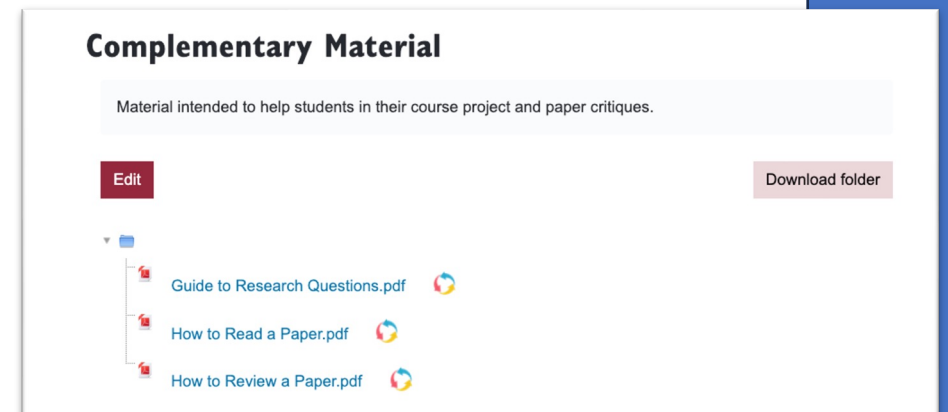 Complementary Material
Material intended to help students in their course project and paper critiques.
Edit
Download folder
Guide to Research Questions.pdf
How to Read a Paper.pdf
How to Review a Paper.pdf